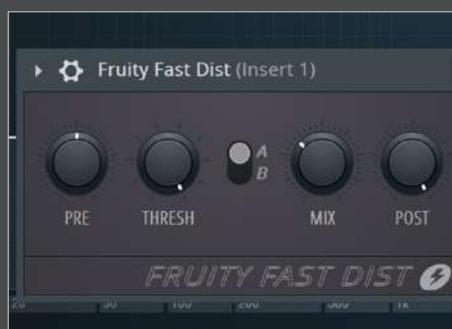 Fruity Fast Dist (Insert 1)
A
B
PRE THRESH MIX POST
FRUITY FAST DIST
20 50 100 200 500 1k